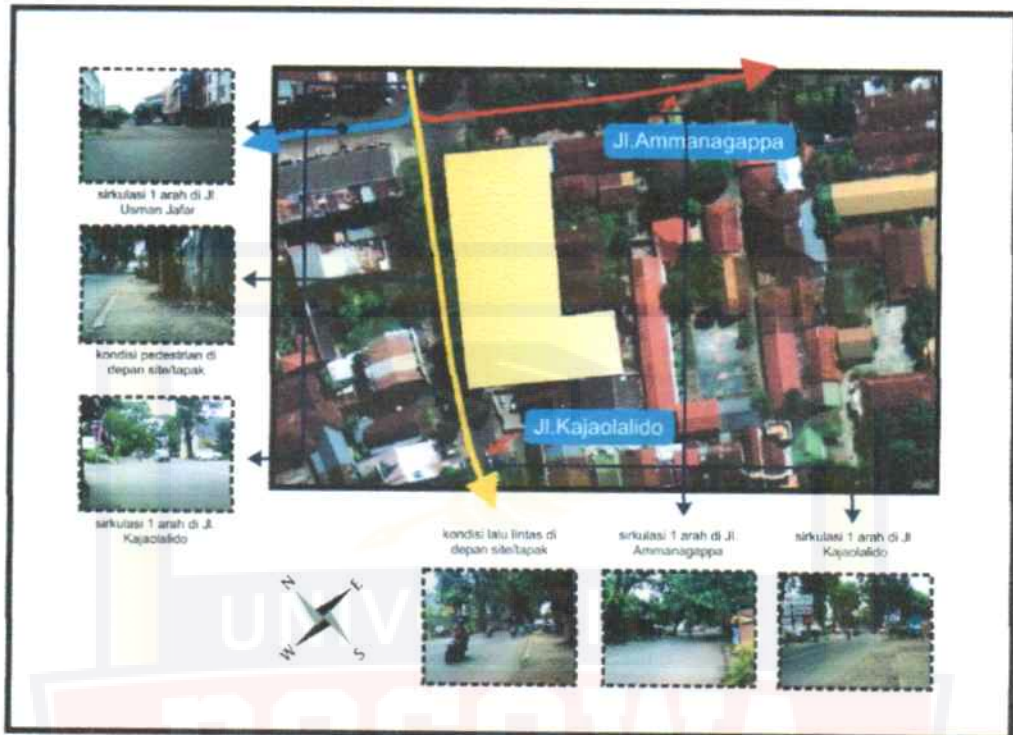 Jl.Ammanagappa
sirkulasi 1 arah di Jl.
Usman Jafar
kondisi pedestrian di
depan site/tapak
Jl.Kajaolalido
sirkulasi 1 arah di Jl.
Kajaolalido
kondisi lalu lintas di
depan site/tapak
sirkulasi 1 arah di Jl.
Ammanagappa
sirkulasi 1 arah di Jl
Kajaolalido
N
E
W
S
UNIV
BOSOWA